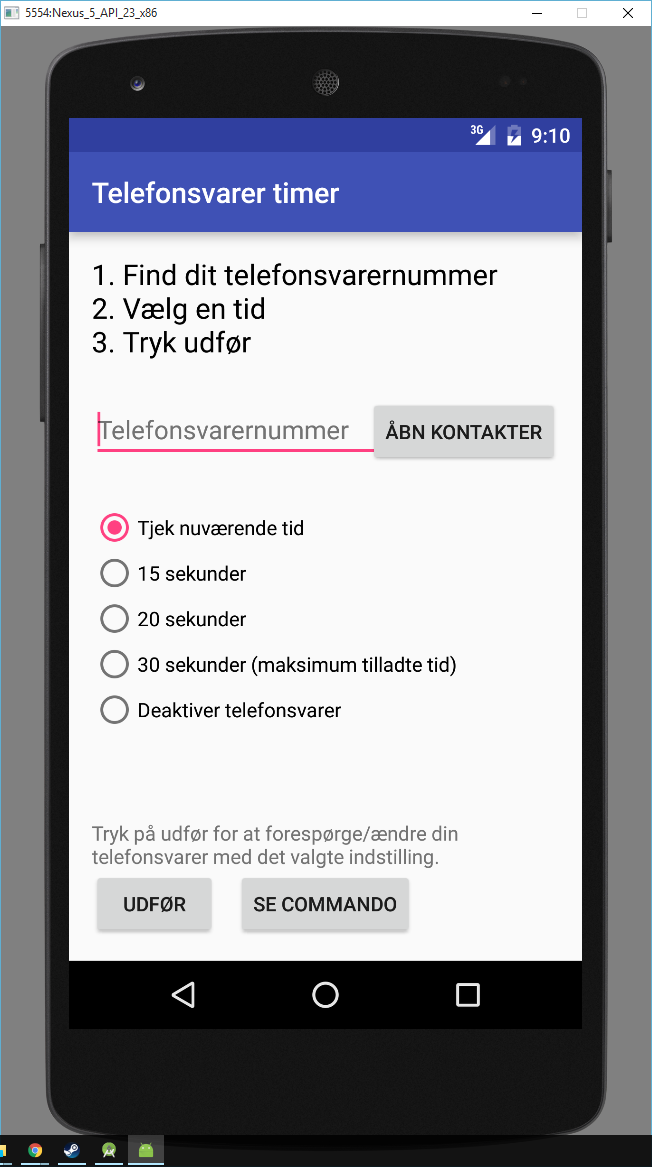 5554:Nexus_5_API_23_x86
3G 9:10
Telefonsvarer timer
1. Find dit telefonsvarernummer
2. Vælg en tid
3. Tryk udfør
Telefonsvarernummer ÅBN KONTAKTER
Tjek nuværende tid
15 sekunder
20 sekunder
30 sekunder (maksimum tilladte tid)
Deaktiver telefonsvarer
Tryk på udfør for at forespørge/ændre din
telefonsvarer med det valgte indstilling.
UDFØR SE COMMANDO